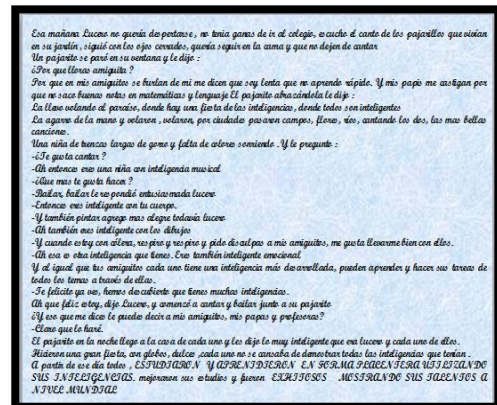 Esa mañana Lucero no quería despertarse, no tenia ganas de ir al colegio, escucho el canto de los pajarillos que vivían
en su jardín, siguió con los ojos cerrados, quería seguir en la cama y que no dejen de cantar
Un pajarito se paró en su ventana y le dijo :
¿Por que lloras amiguita ?
Por que en mis amiguitos se burlan de mi me dicen que soy lenta que no aprendo rápido. Y mis papis me castigan por
que no saco buenas notas en matemáticas y lenguaje El pajarito abrazándola le dijo :
La llevo volando al paraíso, donde hay una fiesta de las inteligencias, donde todos son inteligentes
La agarro de la mano y volaron, volaron, por ciudades pasaron campos, flores, ríos, cantando los dos, las mas bellas
canciones.
Una niña de trenzas largas de gorro y falta de colores sonriendo . Y le pregunto :
-¿Te gusta cantar ?
-Ah entonces eres una niña con inteligencia musical
-¿Que mas te gusta hacer ?
-Bailar, bailar le respondió entusiasmada lucero
-Entonces eres inteligente con tu cuerpo.
-Y también pintar agrego mas alegre todavía lucero
-Ah también eres inteligente con los dibujos
-Y cuando estoy con cólera, respiro y respiro y pido disculpas a mis amiguitos, me gusta llevarme bien con ellos.
-Ah esa es otra inteligencia que tienes. Eres también inteligente emocional
Y al igual que tus amiguitos cada uno tiene una inteligencia más desarrollada, pueden aprender y hacer sus tareas de
todos los temas a través de ellas.
-Te felicito ya ves, hemos descubierto que tienes muchas inteligencias.
Ah que feliz estoy, dijo Lucero, y comenzó a cantar y bailar junto a su pajarito
¿Y eso que me dice le puedes decir a mis amiguitos, mis papas y profesoras?
-Claro que lo haré.
El pajarito en la noche llego a la casa de cada uno y les dijo lo muy inteligente que era lucero y cada uno de ellos.
Hicieron una gran fiesta, con globos, dulces ,cada uno no se cansaba de demostrar todas las inteligencias que tenían .
A partir de ese día todos , ESTUDIARON Y APRENDIERON EN FORMA PLACENTERA UTILIZANDO
SUS INTELIGENCIAS. mejoraron sus estudios y fueron EXHITOSOS MOSTRANDO SUS TALENTOS A
NIVEL MUNDIAL